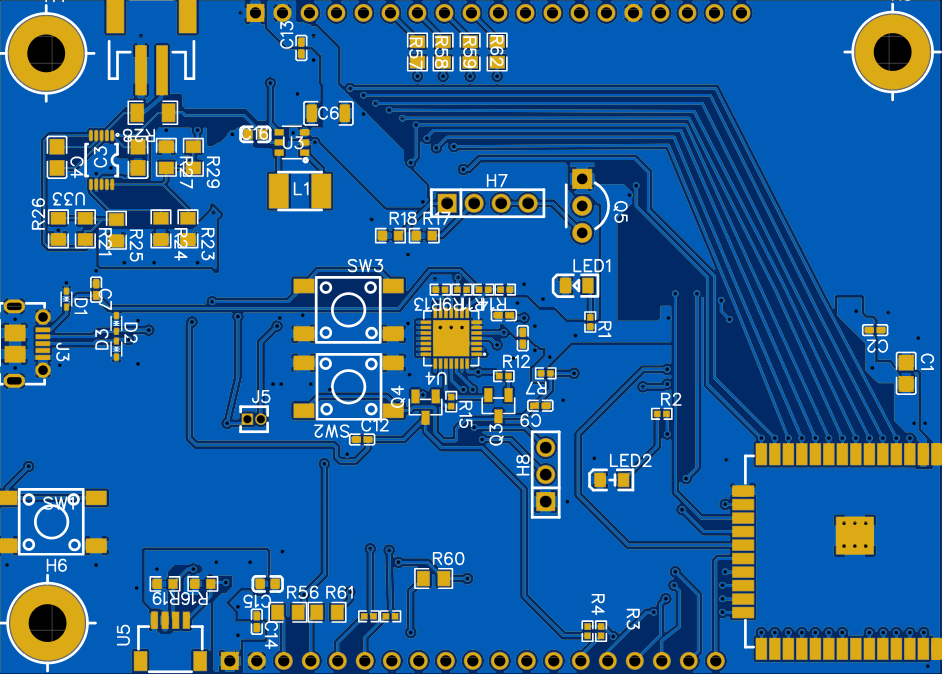 C13
R57
R58
R59
R62
C6
C16
U3
R28
C3
C4
R27
R29
L1
H7
Q5
R26
U33
R21
R25
R24
R23
R18
R17
SW3
LED1
C7
D1
D2
D3
J3
R13
R1
C2
C1
R12
U4
R7
Q4
R15
C9
Q3
R2
J5
SW2
C12
H8
LED2
SW1
H6
R60
R19
R16
C15
R56
R61
C14
U5
R4
R3